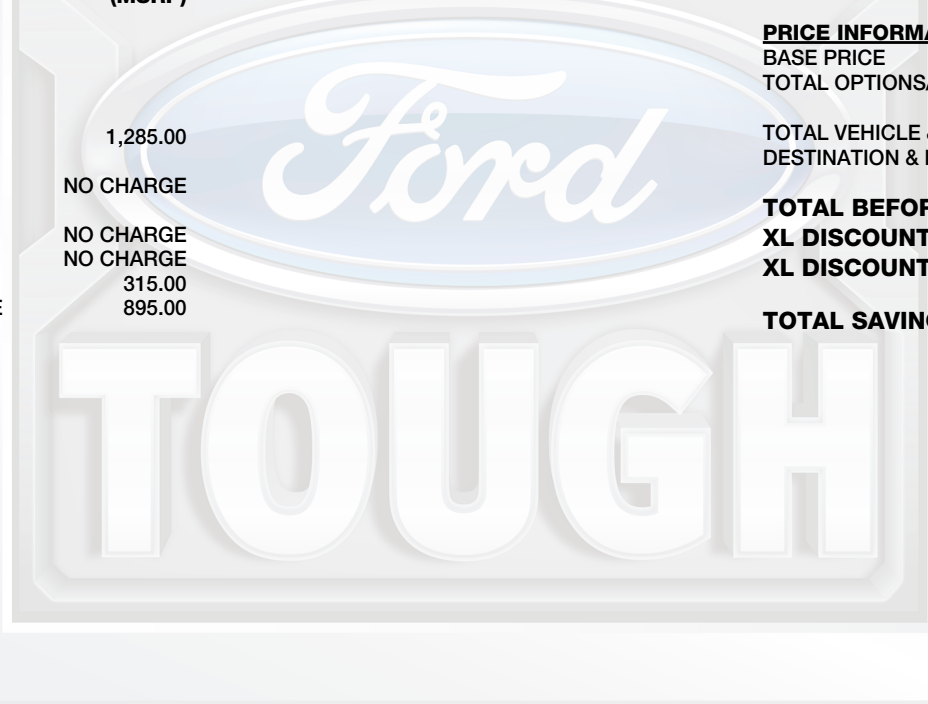 (MSRP)
1,285.00
NO CHARGE
NO CHARGE
NO CHARGE
315.00
E 895.00
PRICE INFORMA
BASE PRICE
TOTAL OPTIONS/
TOTAL VEHICLE &
DESTINATION &
TOTAL BEFOR
XL DISCOUNT
XL DISCOUNT
TOTAL SAVIN
Ford
TOUGH